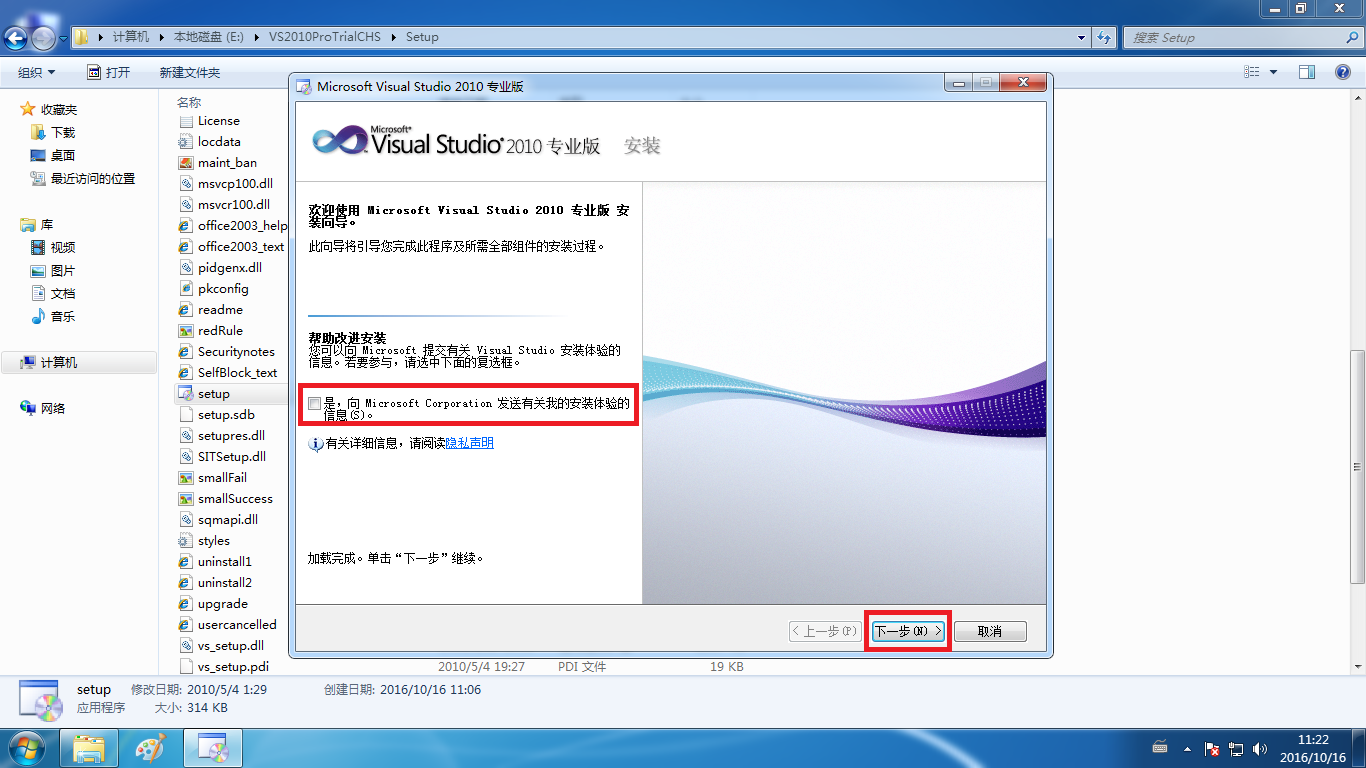 计算机 ▸ 本地磁盘 (E:) ▸ VS2010ProTrialCHS ▸ Setup
搜索 Setup
组织 打开 新建文件夹
收藏夹
下载
桌面
最近访问的位置
库
视频
图片
文档
音乐
计算机
网络
名称
License
locdata
maint_ban
msvcp100.dll
msvcr100.dll
office2003_help
office2003_text
pidgenx.dll
pkconfig
readme
redRule
Securitynotes
SelfBlock_text
setup
setup.sdb
setupres.dll
SITSetup.dll
smallFail
smallSuccess
sqmapi.dll
styles
uninstall1
uninstall2
upgrade
usercancelled
vs_setup.dll
vs_setup.pdi
2010/5/4 19:27 PDI 文件 19 KB
Microsoft Visual Studio 2010 专业版
Microsoft®
Visual Studio® 2010 专业版 安装
欢迎使用 Microsoft Visual Studio 2010 专业版 安
装向导。
此向导将引导您完成此程序及所需全部组件的安装过程。
帮助改进安装
您可以向 Microsoft 提交有关 Visual Studio 安装体验的
信息。若要参与，请选中下面的复选框。
是，向 Microsoft Corporation 发送有关我的安装体验的
信息(S)。
有关详细信息，请阅读隐私声明
加载完成。单击“下一步”继续。
< 上一步(P) 下一步(N) > 取消
setup 修改日期: 2010/5/4 1:29 创建日期: 2016/10/16 11:06
应用程序 大小: 314 KB
11:22
2016/10/16